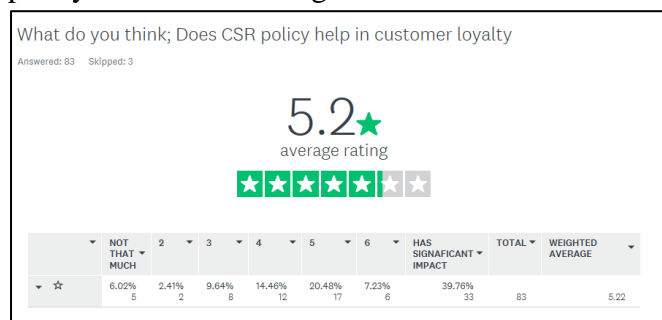 What do you think; Does CSR policy help in customer loyalty
Answered: 83 Skipped: 3
5.2
average rating
NOT THAT MUCH 2 3 4 5 6 HAS SIGNAFICANT IMPACT TOTAL WEIGHTED AVERAGE
6.02% 2.41% 9.64% 14.46% 20.48% 7.23% 39.76%
5 2 8 12 17 6 33 83 5.22